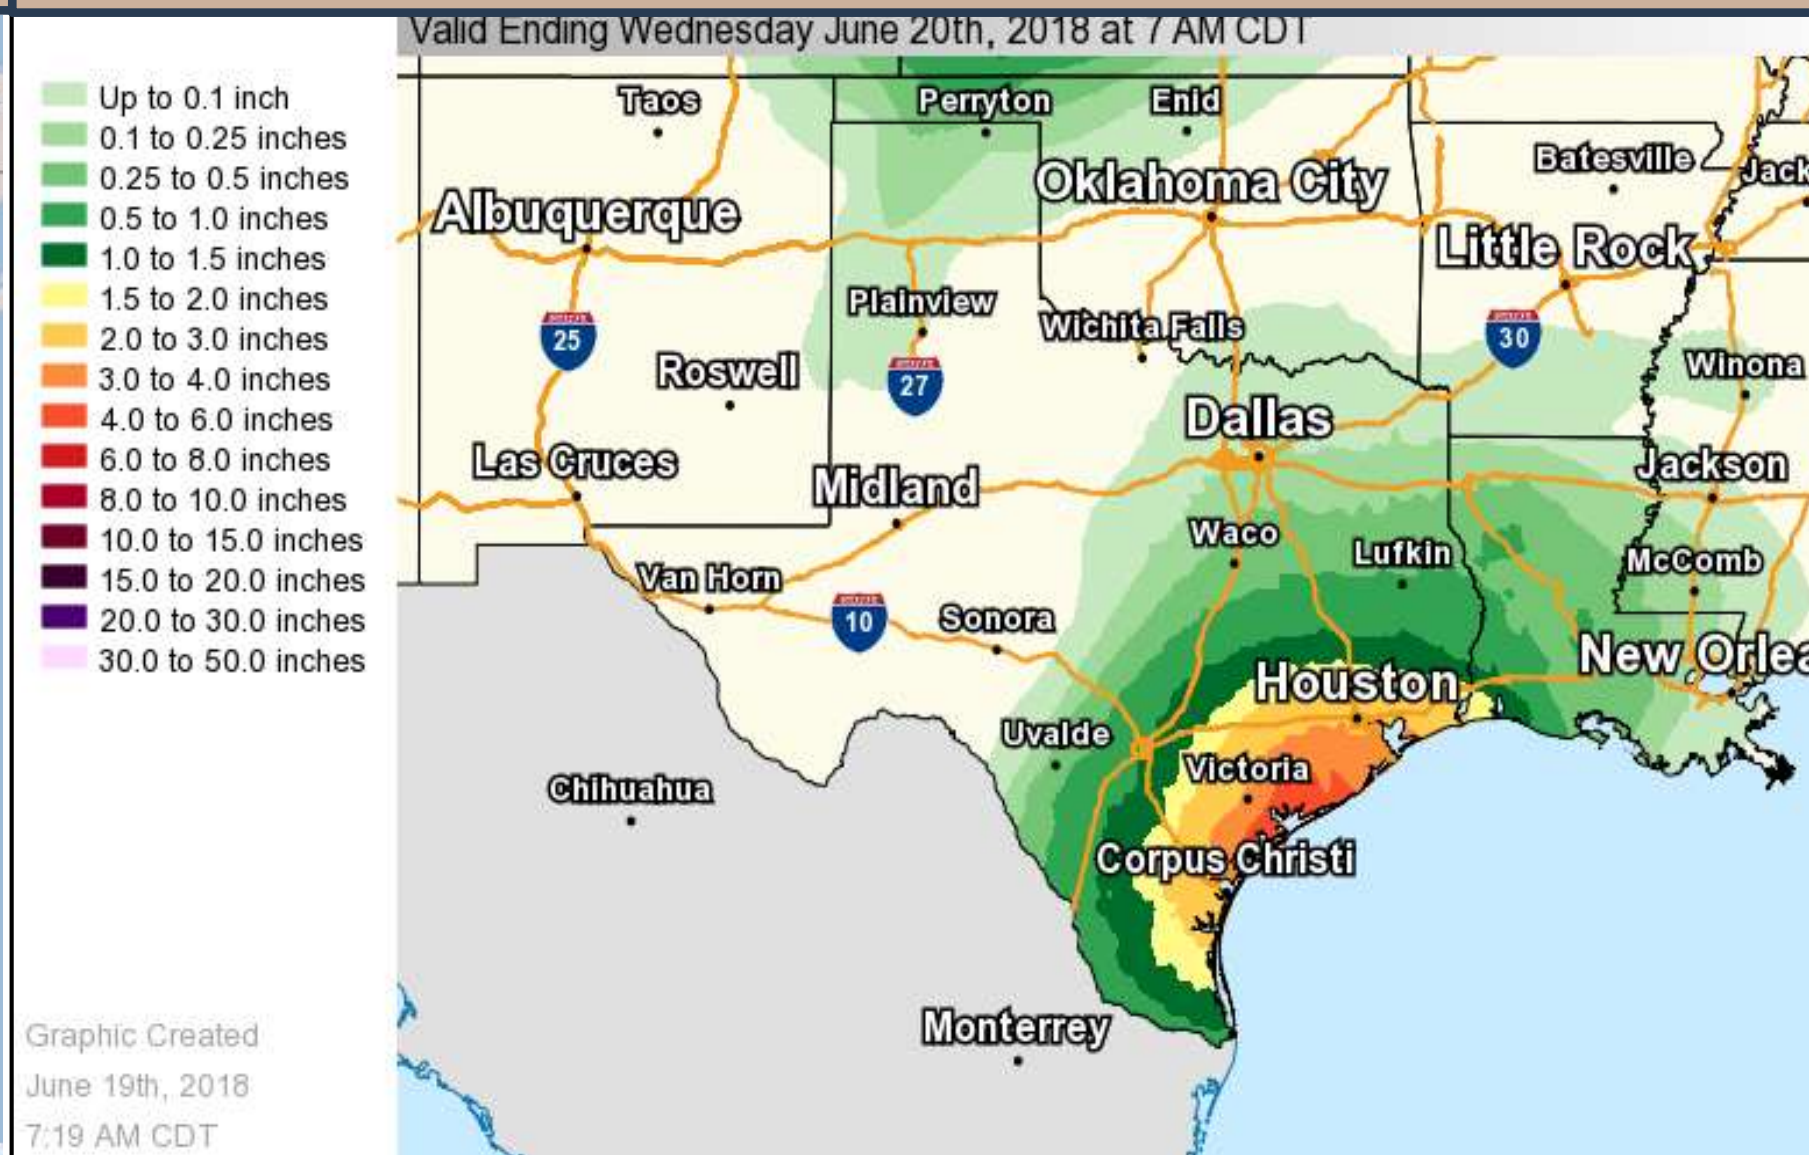 Valid Ending Wednesday June 20th, 2018 at 7 AM CDT
Up to 0.1 inch
0.1 to 0.25 inches
0.25 to 0.5 inches
0.5 to 1.0 inches
1.0 to 1.5 inches
1.5 to 2.0 inches
2.0 to 3.0 inches
3.0 to 4.0 inches
4.0 to 6.0 inches
6.0 to 8.0 inches
8.0 to 10.0 inches
10.0 to 15.0 inches
15.0 to 20.0 inches
20.0 to 30.0 inches
30.0 to 50.0 inches
Graphic Created
June 19th, 2018
7:19 AM CDT
Taos
Perryton
Enid
Batesville
Jack
Albuquerque
Oklahoma City
Little Rock
Plainview
Wichita Falls
25
30
Roswell
27
Winona
Dallas
Las Cruces
Midland
Jackson
Waco
Lufkin
McComb
Van Horn
10
Sonora
New Orlea
Houston
Uvalde
Victoria
Chihuahua
Corpus Christi
Monterrey